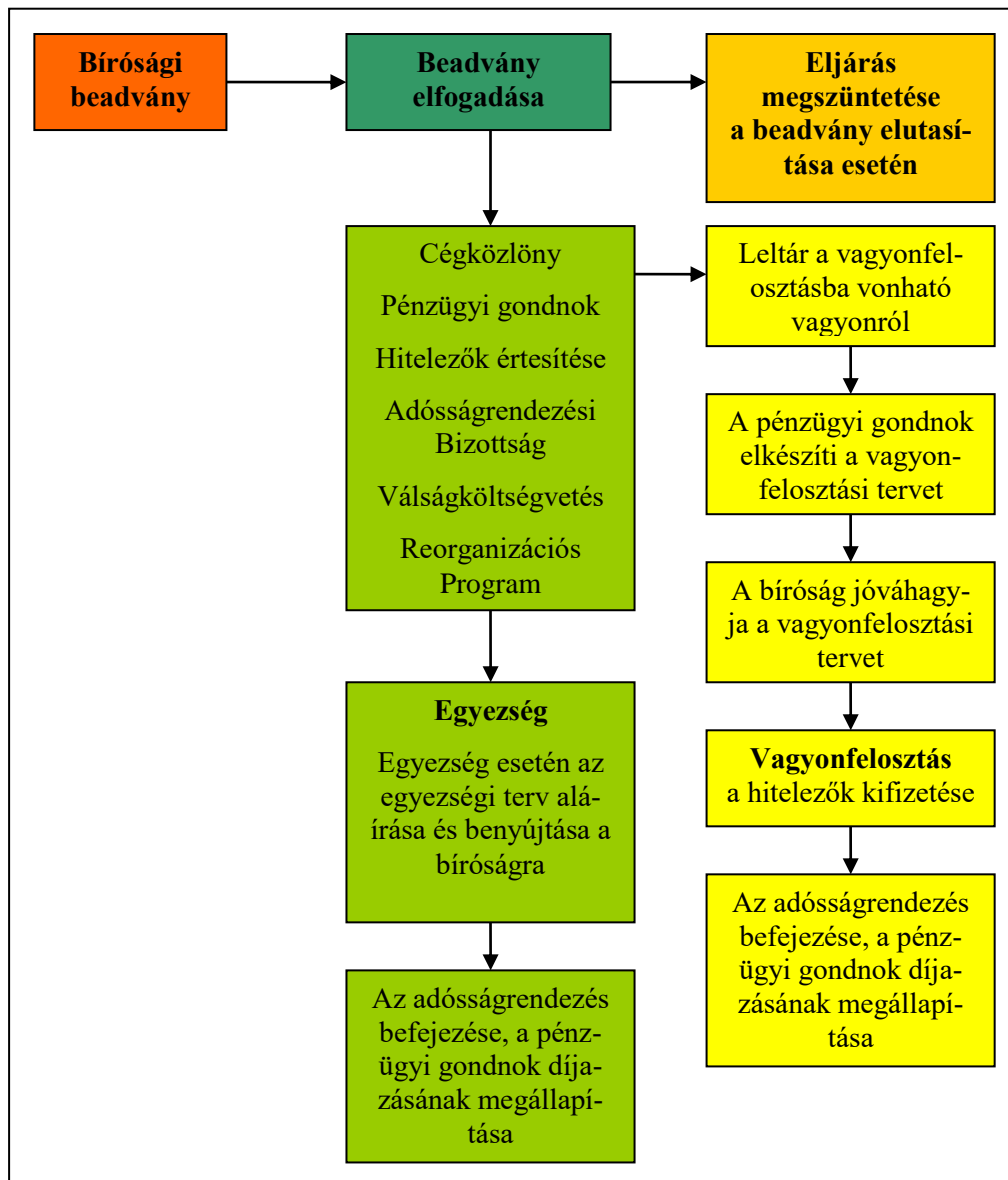 Bírósági
beadvány
Beadvány
elfogadása
Eljárás
megszüntetése
a beadvány elutasí-
tása esetén
Cégközlöny
Pénzügyi gondnok
Hitelezők értesítése
Adósságrendezési
Bizottság
Válságköltségvetés
Reorganizációs
Program
Egyezség
Egyezség esetén az
egyezségi terv alá-
írása és benyújtása a
bíróságra
Az adósságrendezés
befejezése, a pénz-
ügyi gondnok díja-
zásának megállapí-
tása
Leltár a vagyonfel-
osztásba vonható
vagyonról
A pénzügyi gondnok
elkészíti a vagyon-
felosztási tervet
A bíróság jóváhagy-
ja a vagyonfelosztási
tervet
Vagyonfelosztás
a hitelezők kifizetése
Az adósságrendezés
befejezése, a pénz-
ügyi gondnok díja-
zásának megállapí-
tása